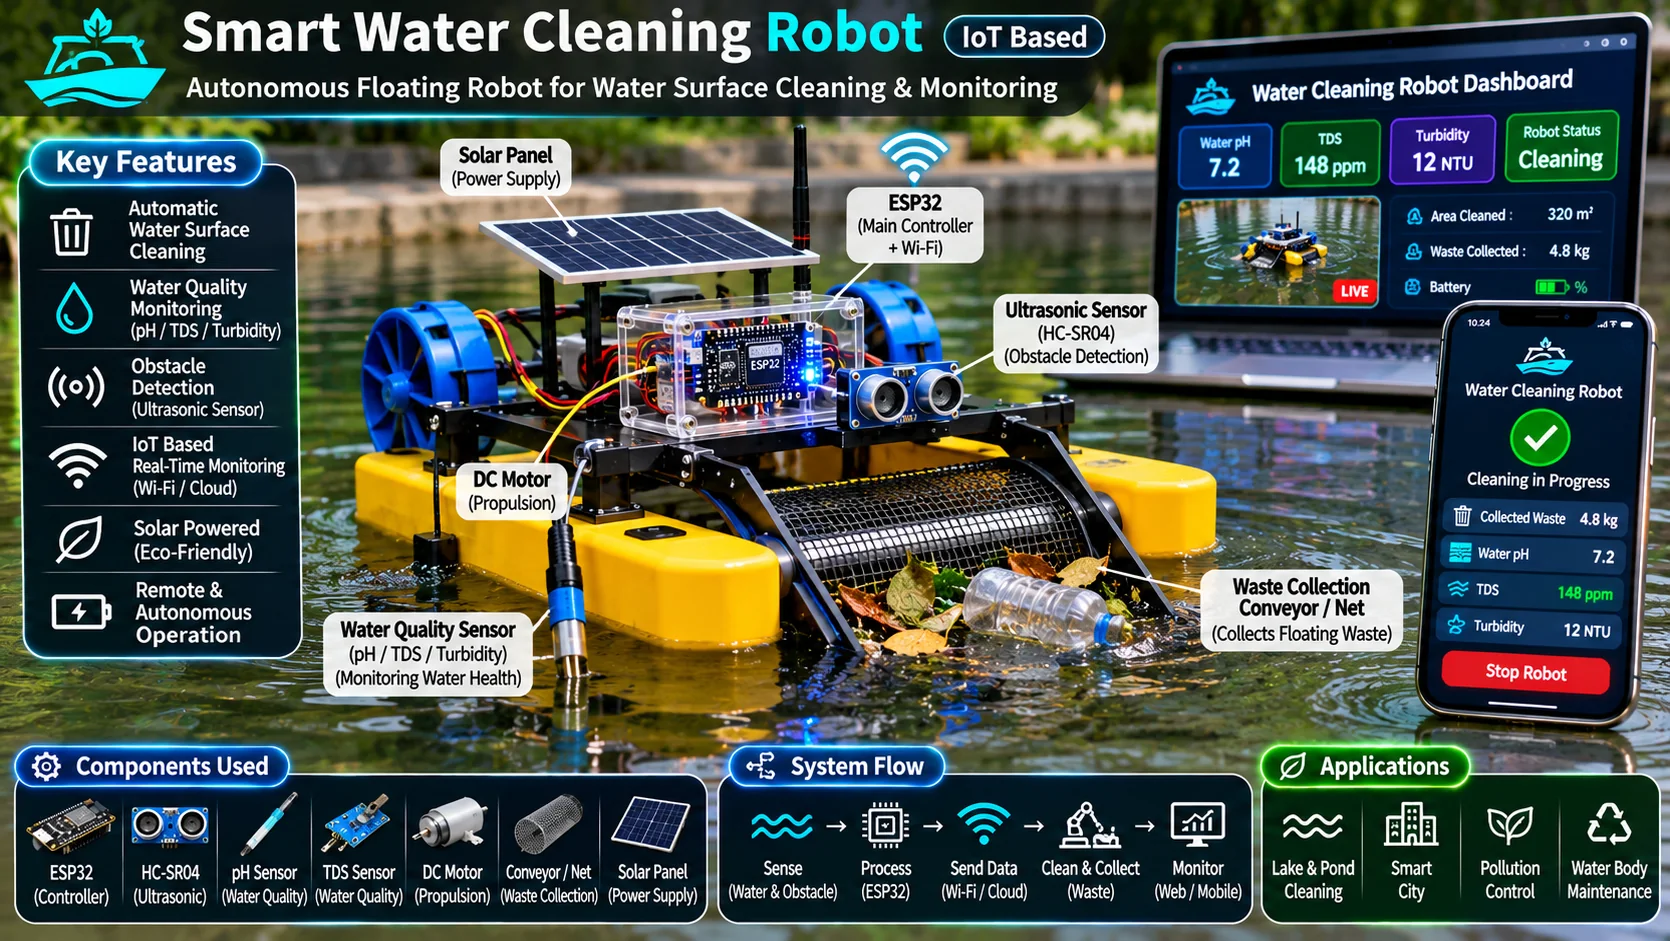 Smart Water Cleaning Robot
IoT Based
Autonomous Floating Robot for Water Surface Cleaning & Monitoring
Key Features
Automatic
Water Surface
Cleaning
Water Quality
Monitoring
(pH / TDS / Turbidity)
Obstacle
Detection
(Ultrasonic Sensor)
IoT Based
Real-Time Monitoring
(Wi-Fi / Cloud)
Solar Powered
(Eco-Friendly)
Remote &
Autonomous
Operation
Solar Panel
(Power Supply)
ESP32
(Main Controller
+ Wi-Fi)
Ultrasonic Sensor
(HC-SR04)
(Obstacle Detection)
ESP22
DC Motor
(Propulsion)
Water Quality Sensor
(pH / TDS / Turbidity)
(Monitoring Water Health)
Waste Collection
Conveyor / Net
(Collects Floating Waste)
Water Cleaning Robot Dashboard
Water pH
7.2
TDS
148 ppm
Turbidity
12 NTU
Robot Status
Cleaning
LIVE
Area Cleaned : 320 m²
Waste Collected : 4.8 kg
Battery %
10.24
Water Cleaning Robot
Cleaning in Progress
Collected Waste 4.8 kg
Water pH 7.2
TDS 148 ppm
Turbidity 12 NTU
Stop Robot
Components Used
ESP32
(Controller)
HC-SR04
(Ultrasonic)
pH Sensor
(Water Quality)
TDS Sensor
(Water Quality)
DC Motor
(Propulsion)
Conveyor / Net
(Waste Collection)
Solar Panel
(Power Supply)
System Flow
Sense
(Water & Obstacle)
Process
(ESP32)
Send Data
(Wi-Fi / Cloud)
Clean & Collect
(Waste)
Monitor
(Web / Mobile)
Applications
Lake & Pond
Cleaning
Smart
City
Pollution
Control
Water Body
Maintenance